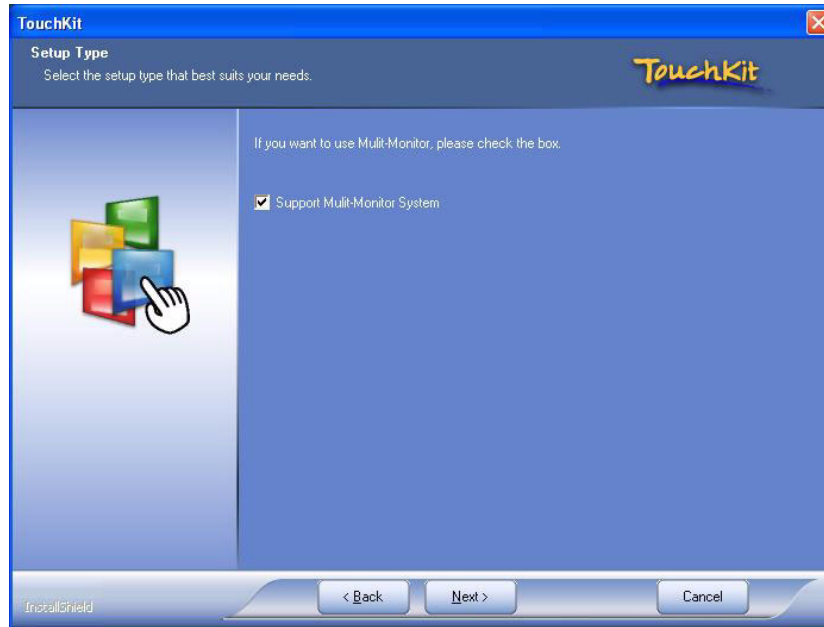 TouchKit
Setup Type
Select the setup type that best suits your needs.
TouchKit
If you want to use Mulit-Monitor, please check the box.
Support Mulit-Monitor System
InstallShield
< Back
Next >
Cancel